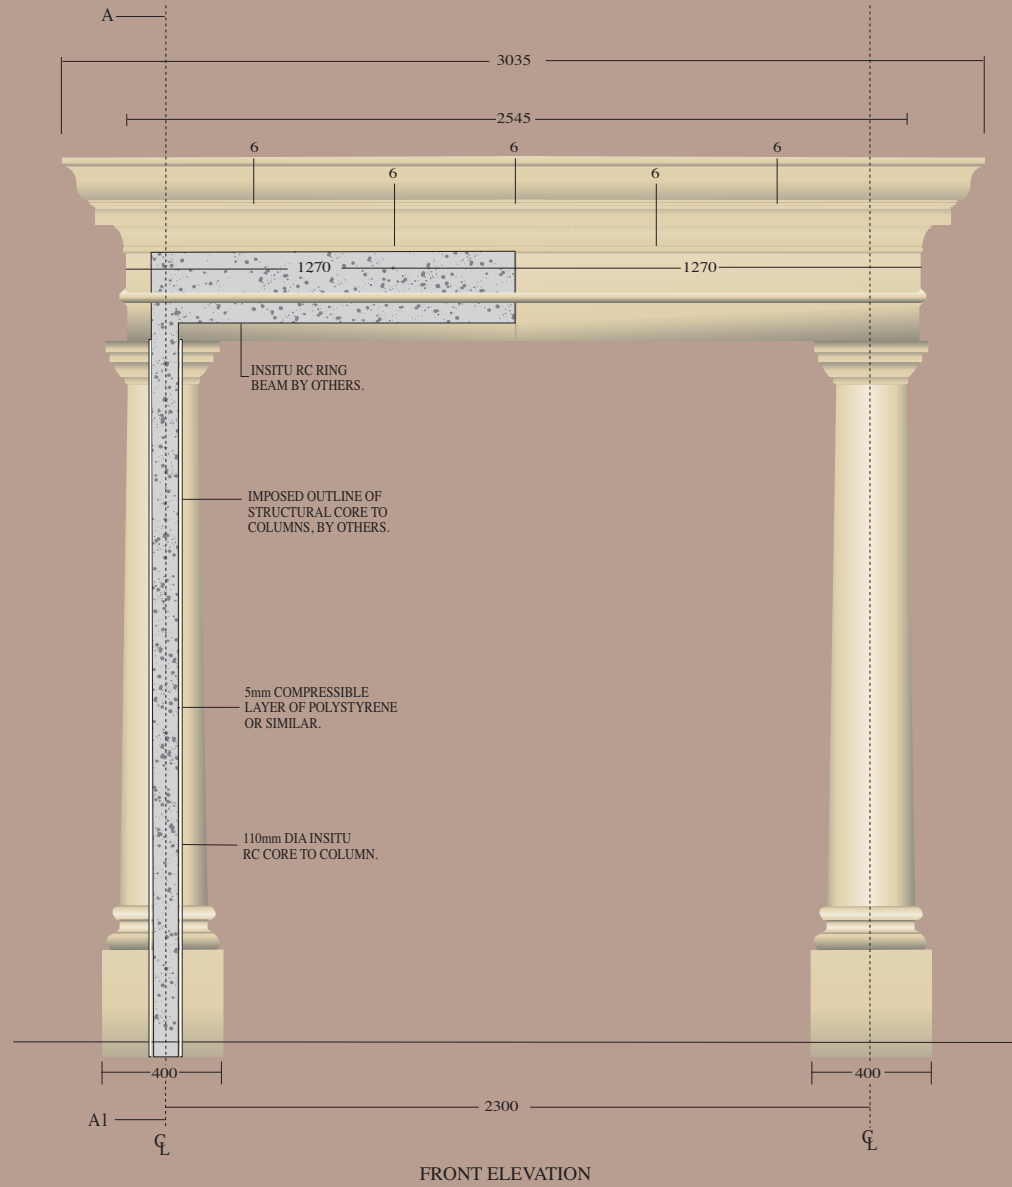 A
3035
2545
6 6 6
6 6
1270 1270
INSITU RC RING
BEAM BY OTHERS.
IMPOSED OUTLINE OF
STRUCTURAL CORE TO
COLUMNS, BY OTHERS.
5mm COMPRESSIBLE
LAYER OF POLYSTYRENE
OR SIMILAR.
110mm DIA INSITU
RC CORE TO COLUMN.
400 400
2300
A1
CL CL
FRONT ELEVATION